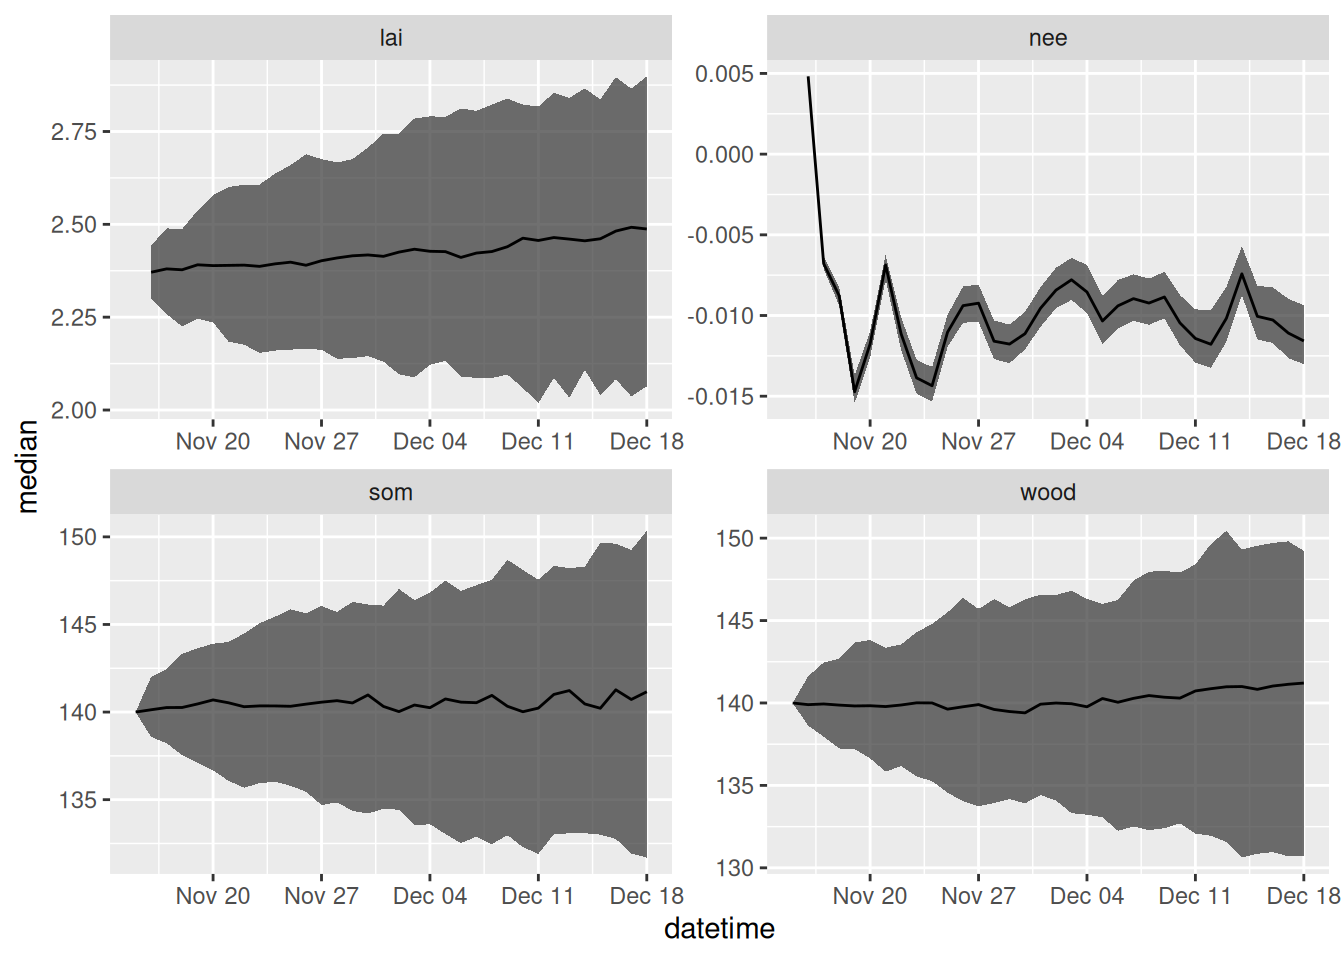 lai
nee
2.75
2.50
2.25
2.00
0.005
0.000
-0.005
-0.010
-0.015
Nov 20 Nov 27 Dec 04 Dec 11 Dec 18
Nov 20 Nov 27 Dec 04 Dec 11 Dec 18
median
som
wood
150
145
140
135
150
145
140
135
130
Nov 20 Nov 27 Dec 04 Dec 11 Dec 18
Nov 20 Nov 27 Dec 04 Dec 11 Dec 18
datetime